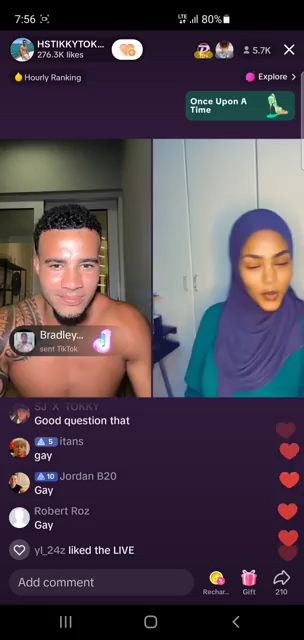 7:56
LTE
80%
HSTIKKYTOK...
276.3K likes
5.7K
Hourly Ranking
Explore
Once Upon A
Time
Bradley...
sent TikTok
SJ X TOKKY
Good question that
5 itans
gay
10 Jordan B20
Gay
Robert Roz
Gay
yl_24z liked the LIVE
Add comment
Rechar...
Gift
210